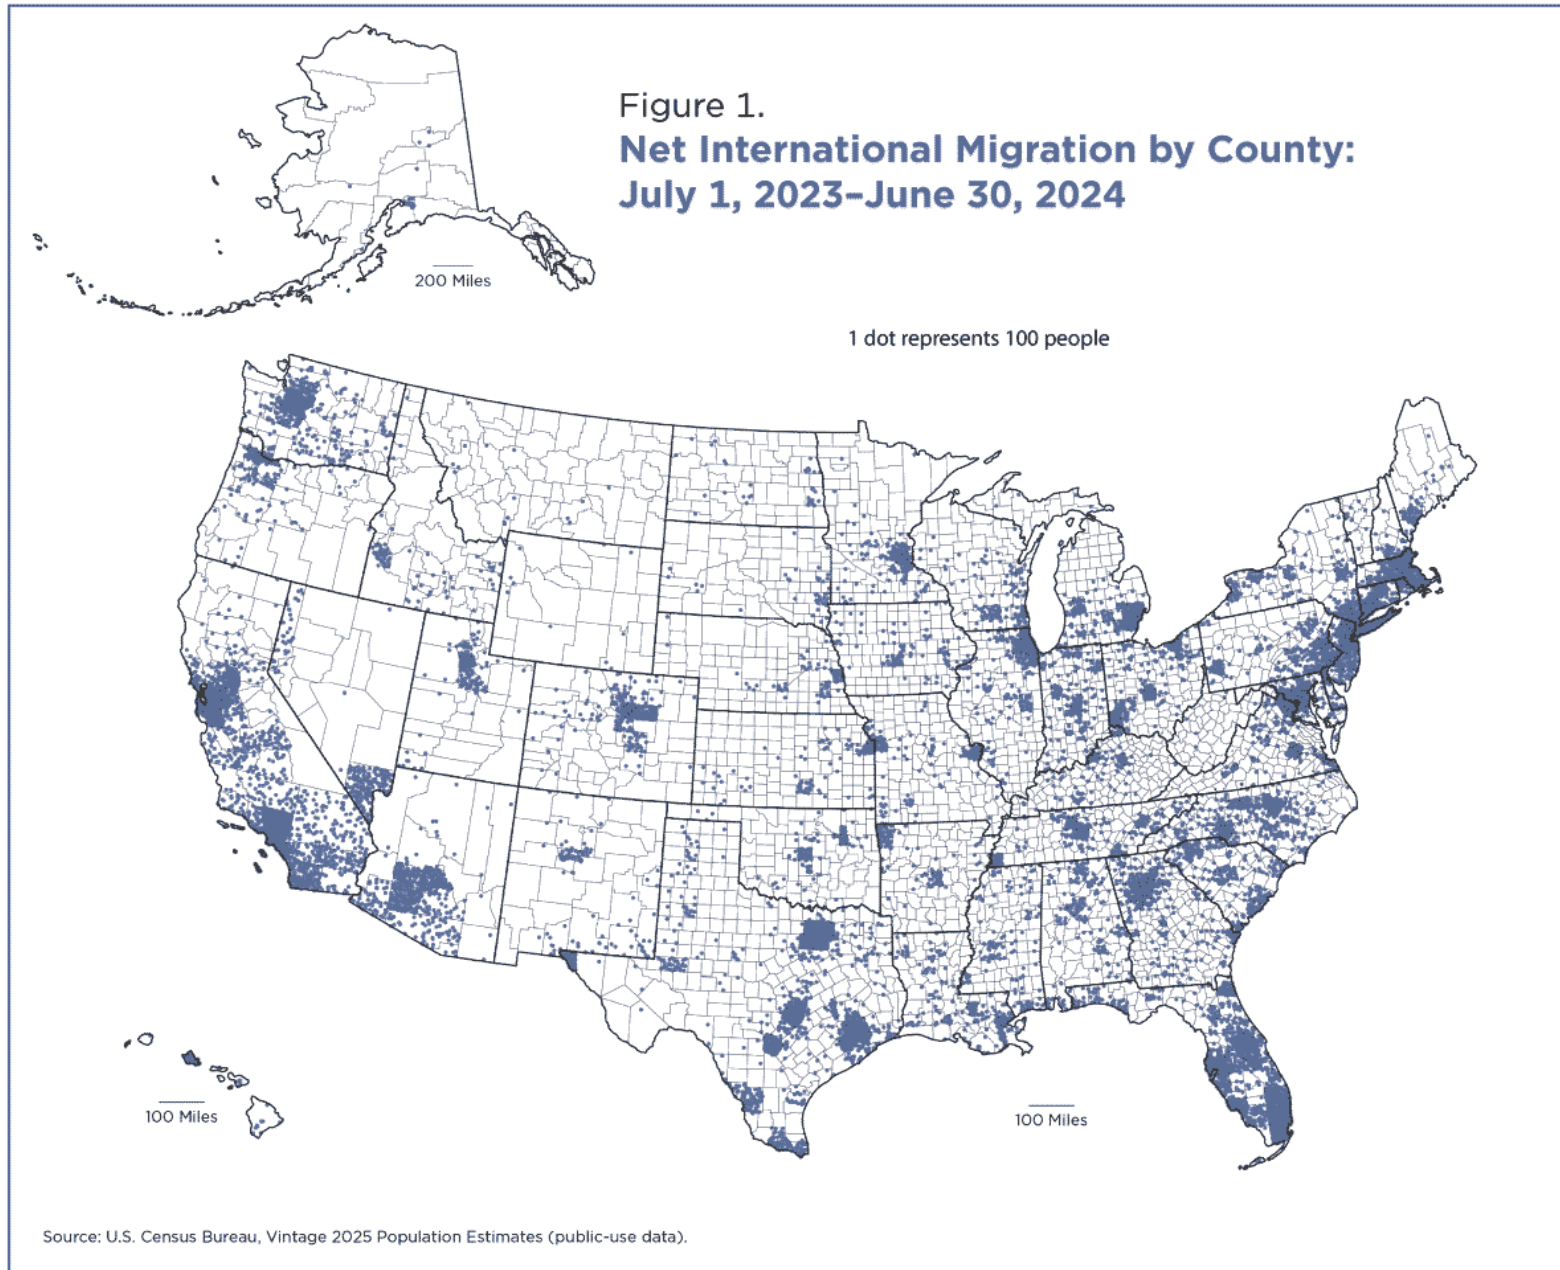 Figure 1.
Net International Migration by County:
July 1, 2023–June 30, 2024
200 Miles
1 dot represents 100 people
100 Miles
100 Miles
Source: U.S. Census Bureau, Vintage 2025 Population Estimates (public-use data).